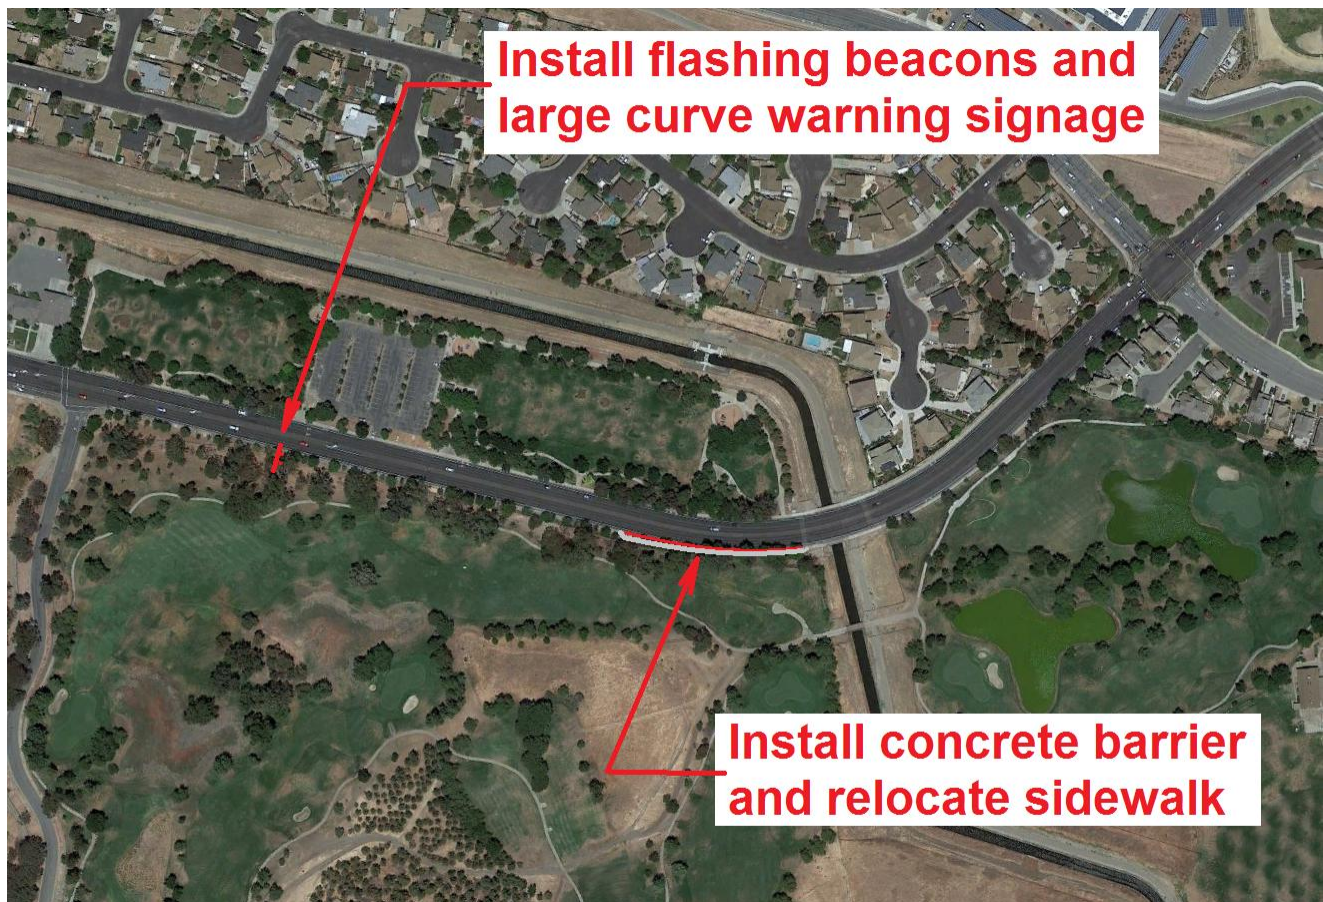 Install flashing beacons and
large curve warning signage
Install concrete barrier
and relocate sidewalk